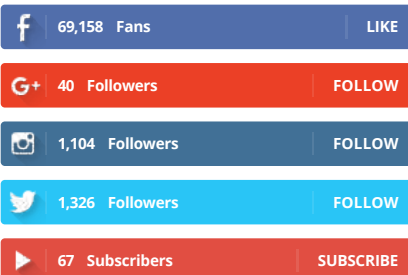 69,158 Fans LIKE
G+ 40 Followers FOLLOW
1,104 Followers FOLLOW
1,326 Followers FOLLOW
67 Subscribers SUBSCRIBE